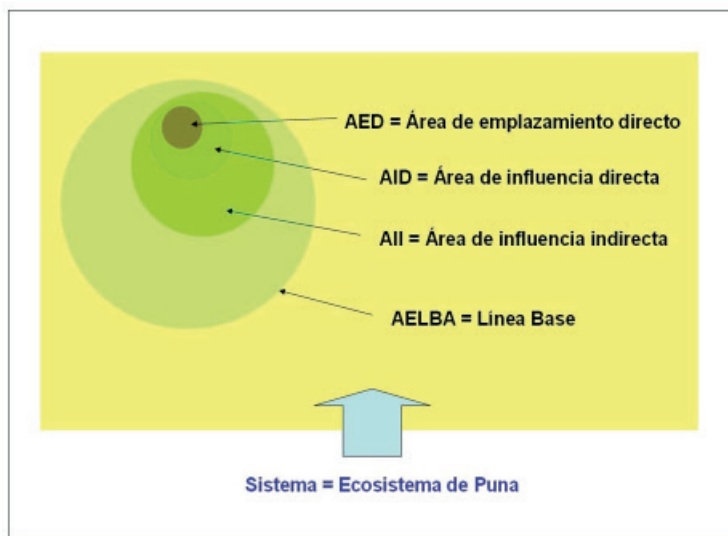 AED = Área de emplazamiento directo
AID = Área de influencia directa
AII = Área de influencia indirecta
AELBA = Línea Base
Sistema = Ecosistema de Puna